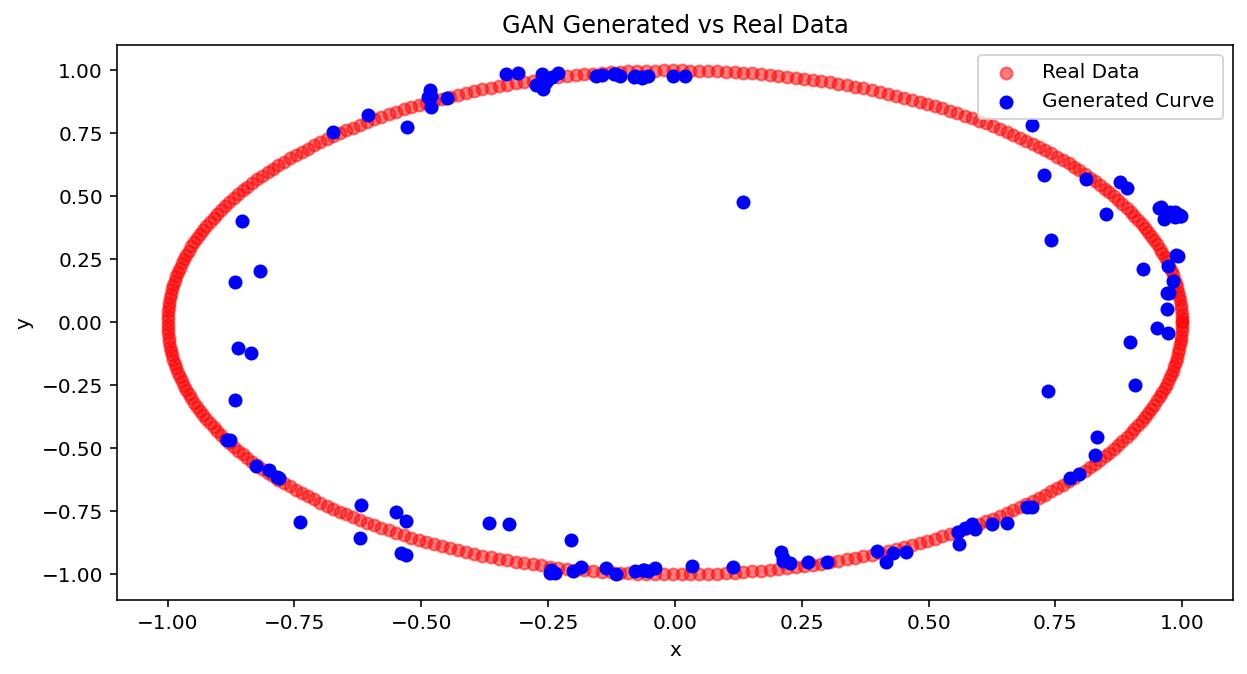 GAN Generated vs Real Data
Real Data
Generated Curve
1.00
0.75
0.50
0.25
0.00
−0.25
−0.50
−0.75
−1.00
y
−1.00 −0.75 −0.50 −0.25 0.00 0.25 0.50 0.75 1.00
x